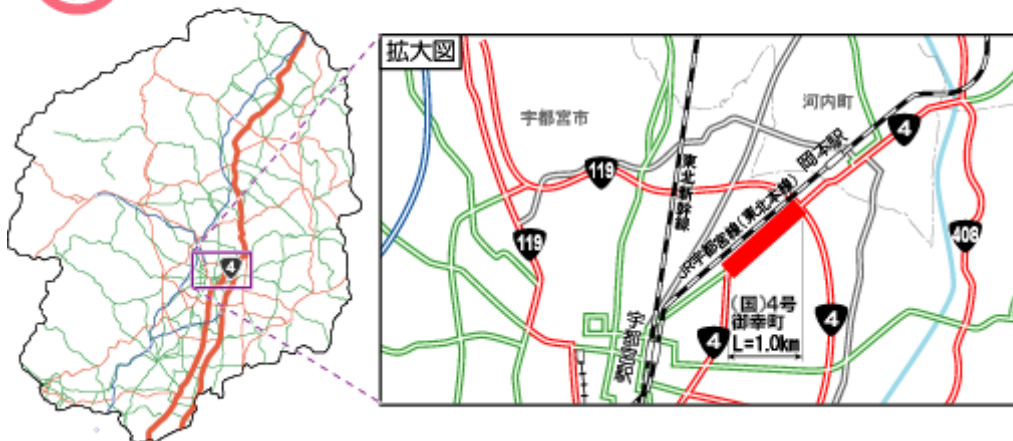 4
拡大図
宇都宮市
河内町
4
119
119
408
東北新幹線
JR宇都宮線(東北本線)
岡本駅
宇都宮駅
(国)4号
御幸町
L=1.0km
4
4